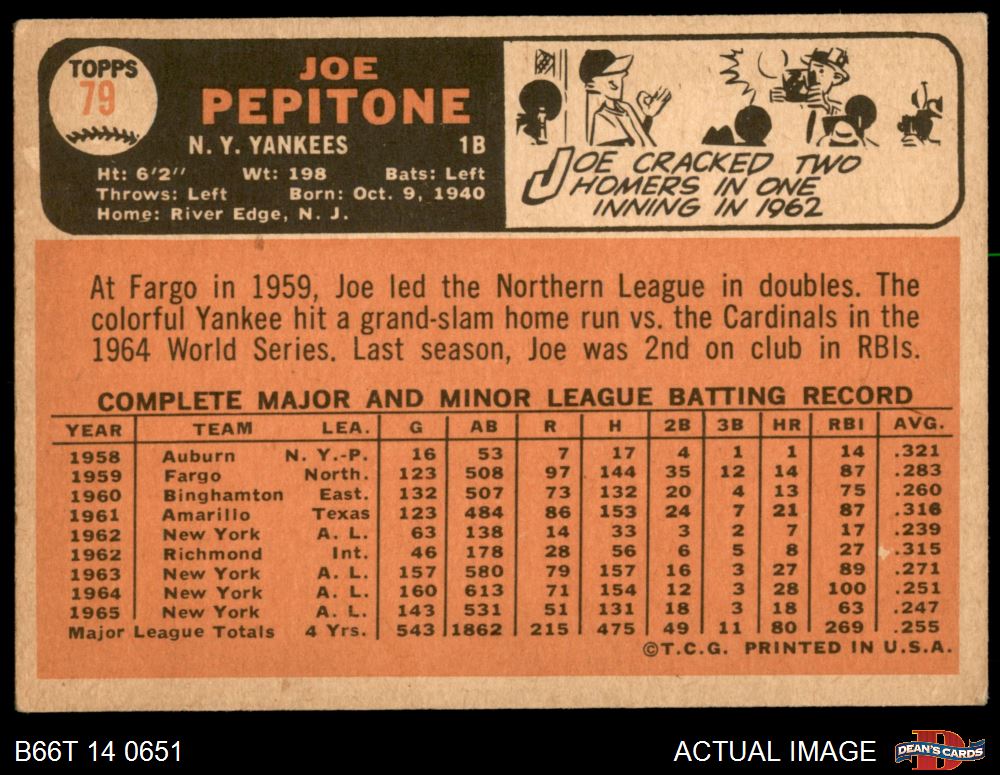 TOPPS
79
JOE
PEPITONE
N. Y. YANKEES 1B
Ht: 6'2" Wt: 198 Bats: Left
Throws: Left Born: Oct. 9, 1940
Home: River Edge, N. J.
JOE CRACKED TWO
HOMERS IN ONE
INNING IN 1962
At Fargo in 1959, Joe led the Northern League in doubles. The
colorful Yankee hit a grand-slam home run vs. the Cardinals in the
1964 World Series. Last season, Joe was 2nd on club in RBIs.
COMPLETE MAJOR AND MINOR LEAGUE BATTING RECORD
YEAR TEAM LEA. G AB R H 2B 3B HR RBI AVG.
1958 Auburn N. Y.-P. 16 53 7 17 4 1 1 14 .321
1959 Fargo North. 123 508 97 144 35 12 14 87 .283
1960 Binghamton East. 132 507 73 132 20 4 13 75 .260
1961 Amarillo Texas 123 484 86 153 24 7 21 87 .316
1962 New York A. L. 63 138 14 33 3 2 7 17 .239
1962 Richmond Int. 46 178 28 56 6 5 8 27 .315
1963 New York A. L. 157 580 79 157 16 3 27 89 .271
1964 New York A. L. 160 613 71 154 12 3 28 100 .251
1965 New York A. L. 143 531 51 131 18 3 18 63 .247
Major League Totals 4 Yrs. 543 1862 215 475 49 11 80 269 .255
©T.C.G. PRINTED IN U.S.A.
B66T 14 0651 ACTUAL IMAGE DEAN'S CARDS